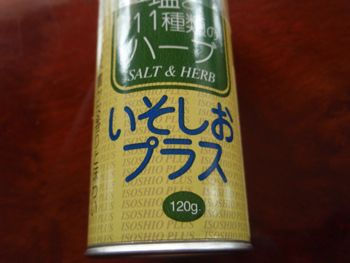 塩と
11種類の
ハーブ
SALT & HERB
いそしお
プラス
120g.
ISOSHIO PLUS